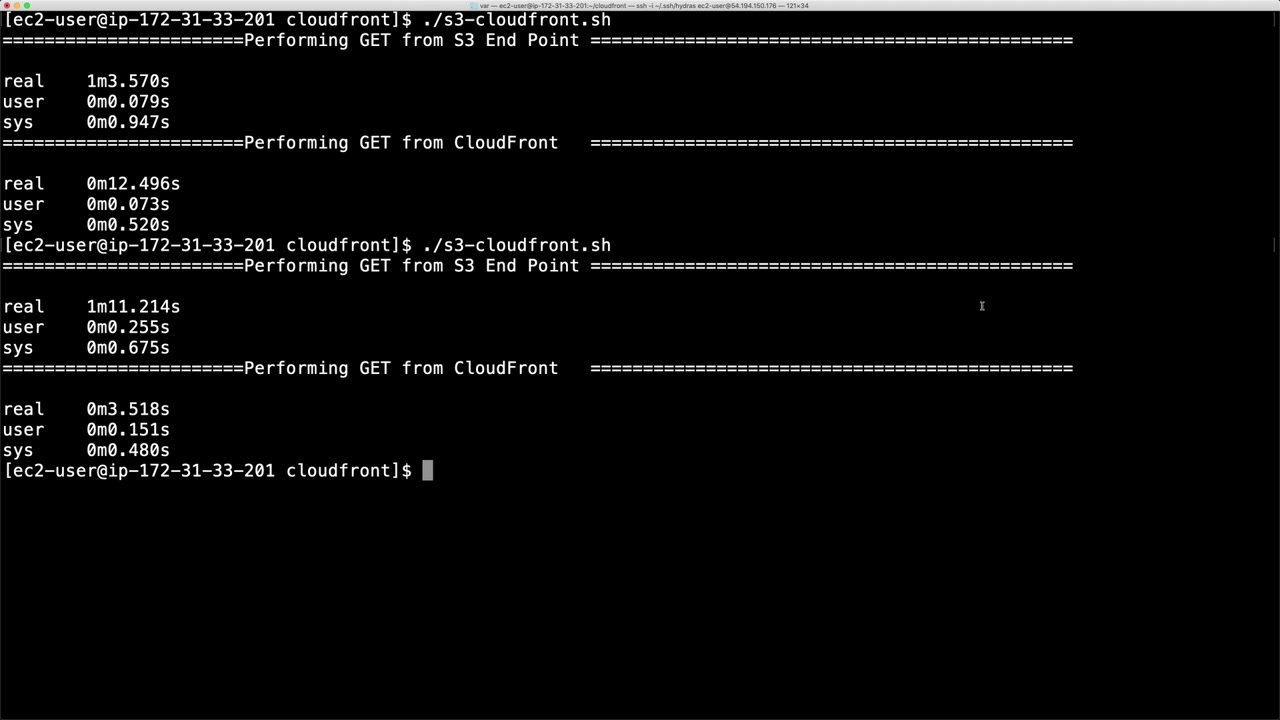 var — ec2-user@ip-172-31-33-201:~/cloudfront — ssh -i ~/.ssh/hydras ec2-user@54.194.150.176 — 121×34
[ec2-user@ip-172-31-33-201 cloudfront]$ ./s3-cloudfront.sh
=======================Performing GET from S3 End Point ==============================================

real    1m3.570s
user    0m0.079s
sys     0m0.947s
=======================Performing GET from CloudFront   ==============================================

real    0m12.496s
user    0m0.073s
sys     0m0.520s
[ec2-user@ip-172-31-33-201 cloudfront]$ ./s3-cloudfront.sh
=======================Performing GET from S3 End Point ==============================================

real    1m11.214s
user    0m0.255s
sys     0m0.675s
=======================Performing GET from CloudFront   ==============================================

real    0m3.518s
user    0m0.151s
sys     0m0.480s
[ec2-user@ip-172-31-33-201 cloudfront]$